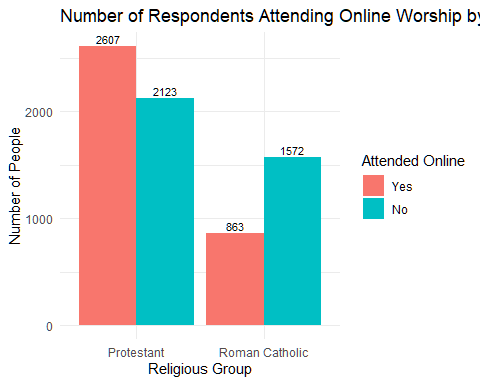 Number of Respondents Attending Online Worship by
2607
2123
1572
863
Number of People
2000
1000
0
Protestant
Roman Catholic
Religious Group
Attended Online
Yes
No